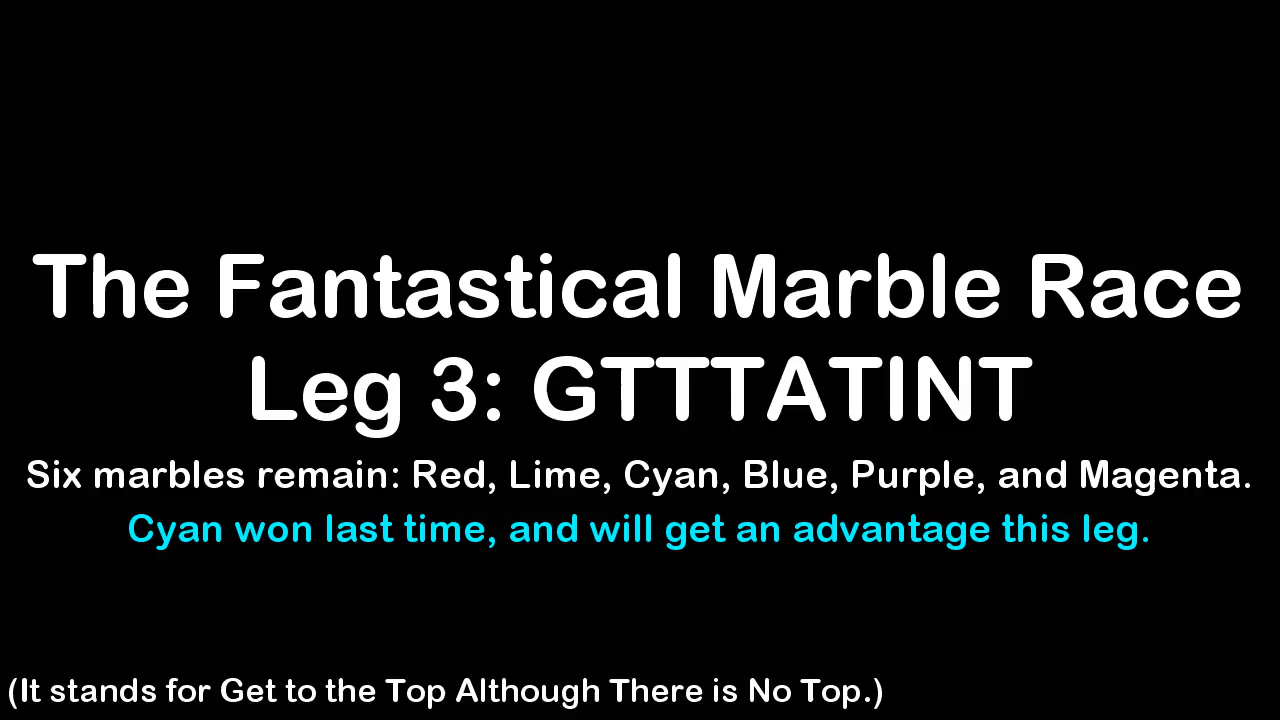 The Fantastical Marble Race
Leg 3: GTTTATINT
Six marbles remain: Red, Lime, Cyan, Blue, Purple, and Magenta.
Cyan won last time, and will get an advantage this leg.
(It stands for Get to the Top Although There is No Top.)